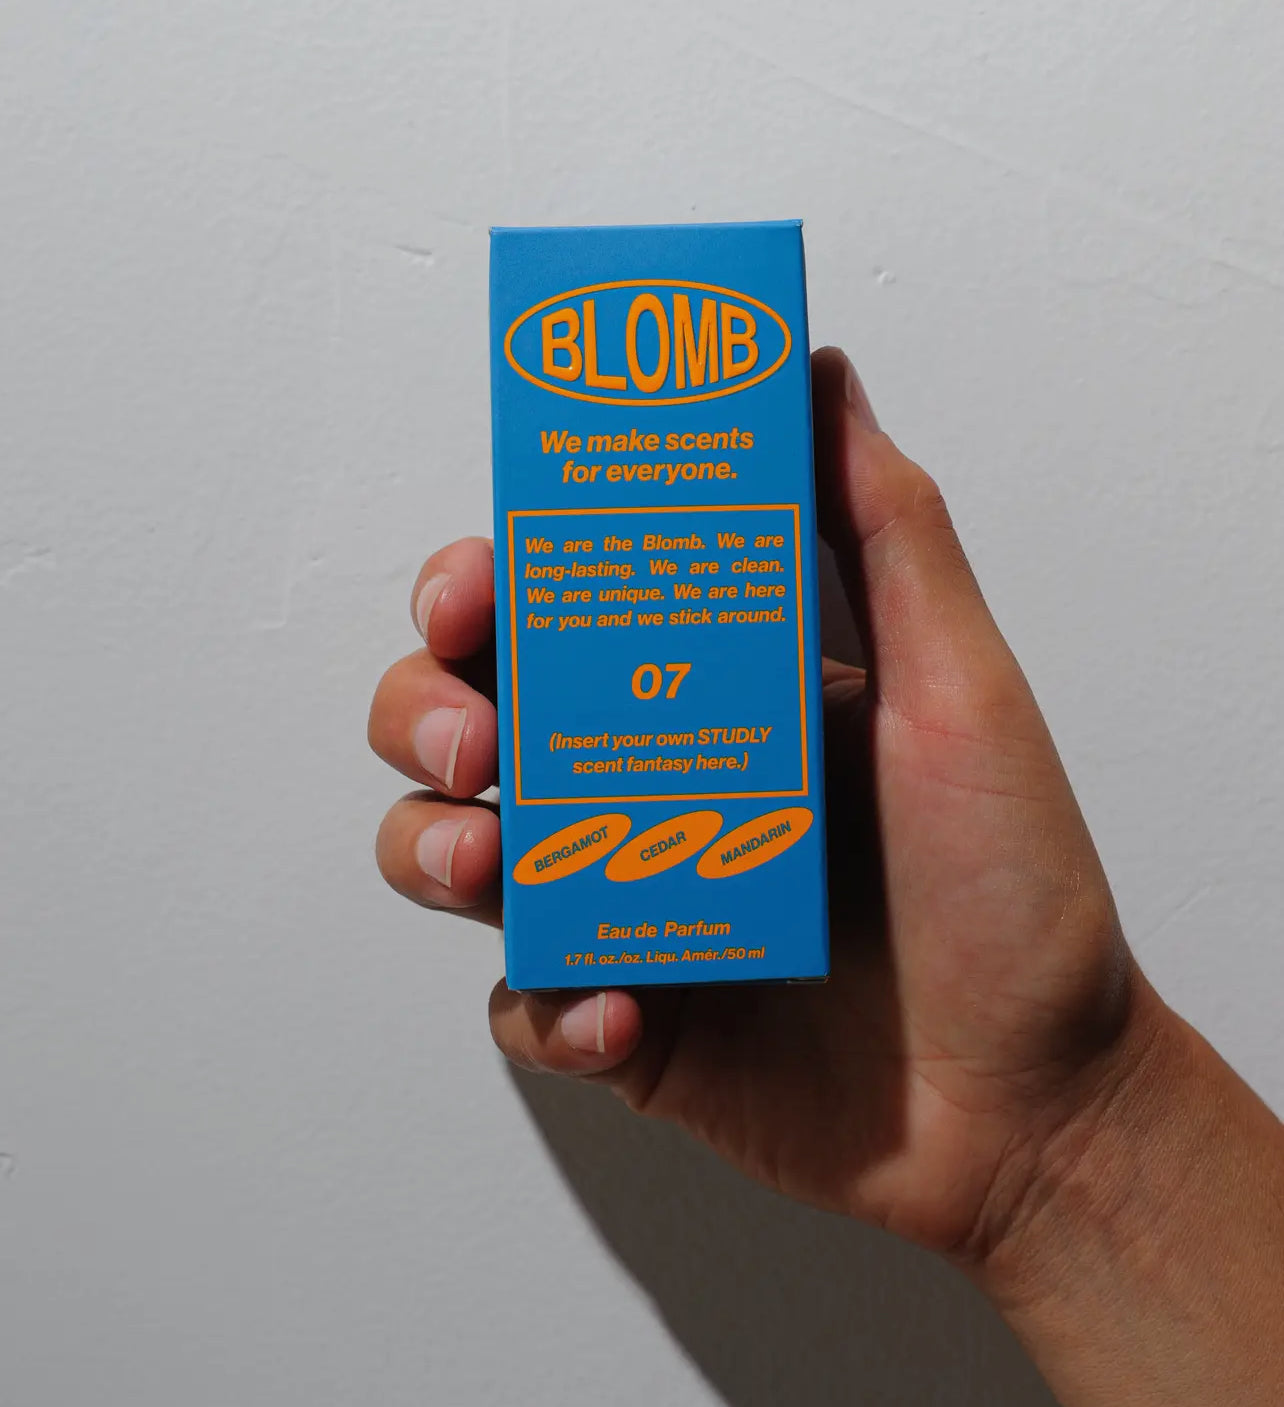 BLOMB
We make scents
for everyone.
We are the Blomb. We are
long-lasting. We are clean.
We are unique. We are here
for you and we stick around.
07
(Insert your own STUDLY
scent fantasy here.)
BERGAMOT
CEDAR
MANDARIN
Eau de Parfum
1.7 fl. oz./oz. Liqu. Amér./50 ml